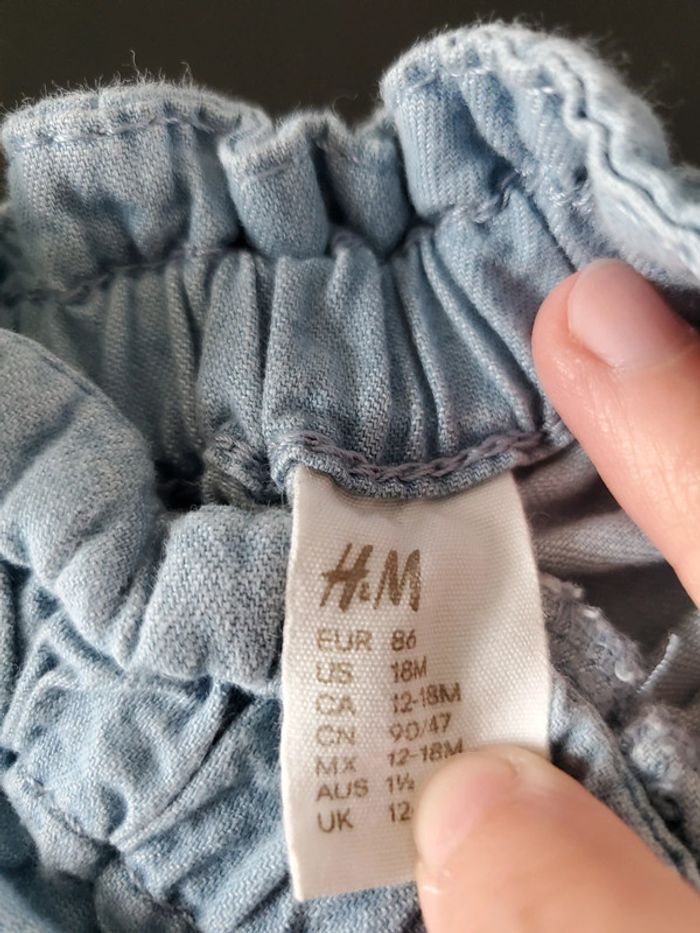 H&M
EUR 86
US 18M
CA 12-18M
CN 90/47
MX 12-18M
AUS 1½
UK 12-